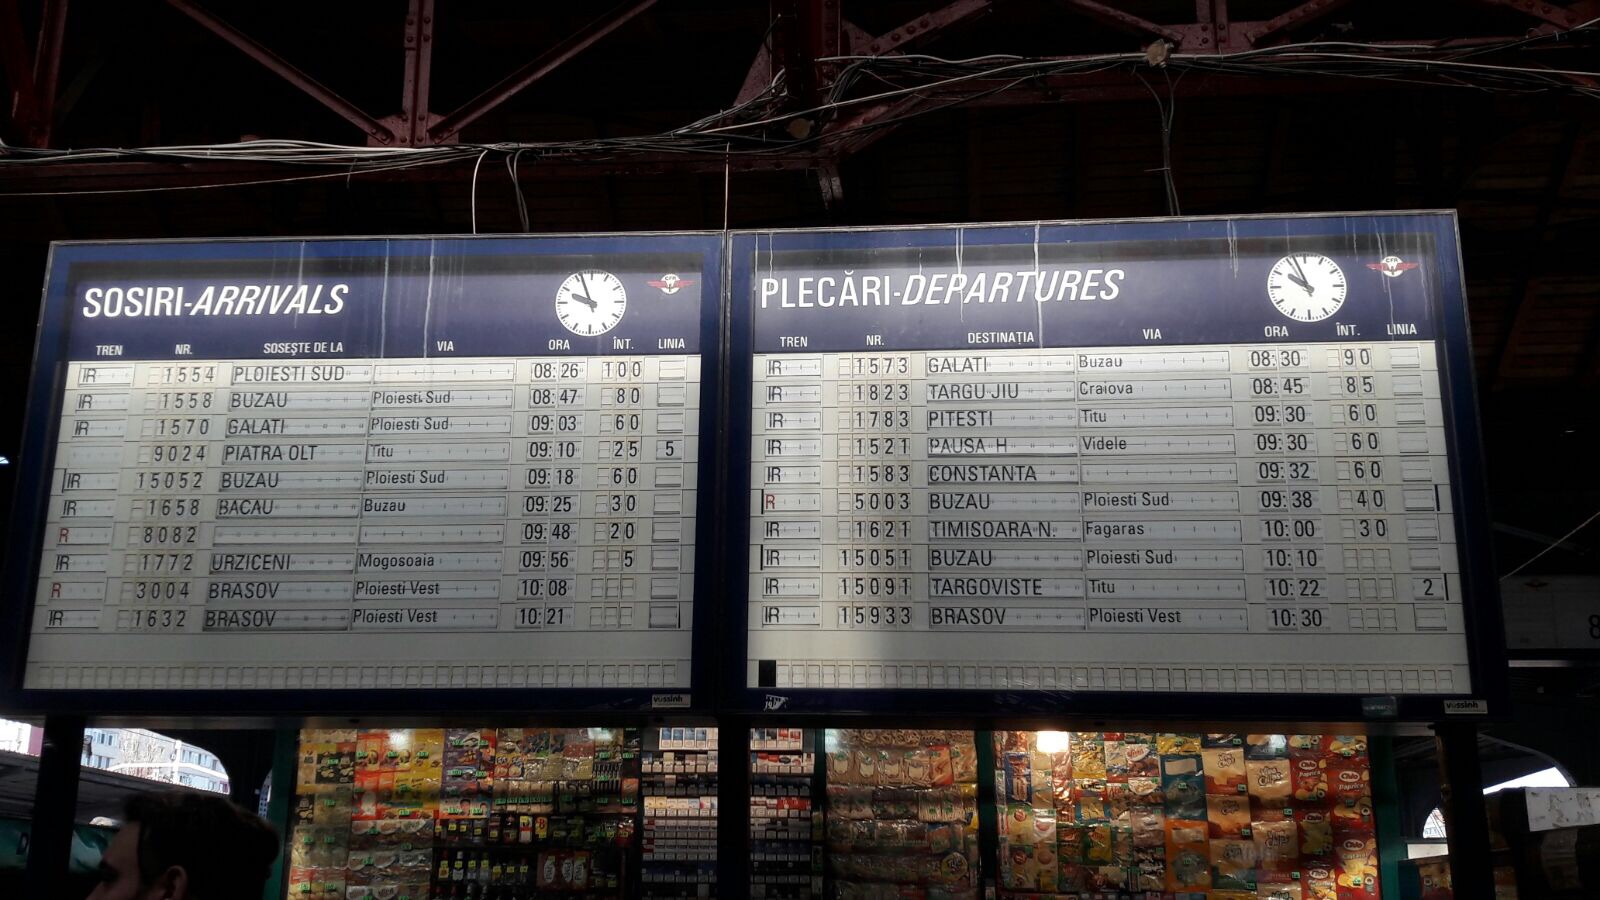 SOSIRI-ARRIVALS
TREN NR. SOSEȘTE DE LA VIA ORA ÎNT. LINIA
IR 1554 PLOIESTI SUD 08:26 100
IR 1558 BUZAU Ploiesti Sud 08:47 80
IR 1570 GALATI Ploiesti Sud 09:03 60
9024 PIATRA OLT Titu 09:10 25 5
IR 15052 BUZAU Ploiesti Sud 09:18 60
IR 1658 BACAU Buzau 09:25 30
R 8082 09:48 20
IR 1772 URZICENI Mogosoaia 09:56 5
R 3004 BRASOV Ploiesti Vest 10:08
IR 1632 BRASOV Ploiesti Vest 10:21
vossloh
PLECĂRI-DEPARTURES
CFR
TREN NR. DESTINAȚIA VIA ORA ÎNT. LINIA
IR 1573 GALATI Buzau 08:30 90
IR 1823 TARGU JIU Craiova 08:45 85
IR 1783 PITESTI Titu 09:30 60
IR 1521 PAUSA H Videle 09:30 60
IR 1583 CONSTANTA 09:32 60
R 5003 BUZAU Ploiesti Sud 09:38 40
IR 1621 TIMISOARA N. Fagaras 10:00 30
IR 15051 BUZAU Ploiesti Sud 10:10
IR 15091 TARGOVISTE Titu 10:22 2
IR 15933 BRASOV Ploiesti Vest 10:30
vossloh
8
Chio